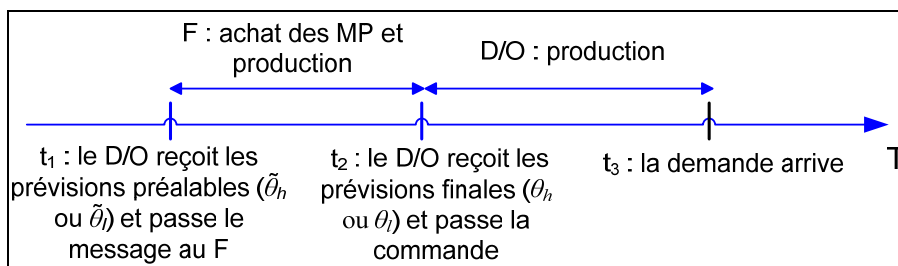 F : achat des MP et
production
D/O : production
T
t₁ : le D/O reçoit les
prévisions préalables (θ̃ₕ
ou θ̃ₗ) et passe le
message au F
t₂ : le D/O reçoit les
prévisions finales (θₕ
ou θₗ) et passe la
commande
t₃ : la demande arrive